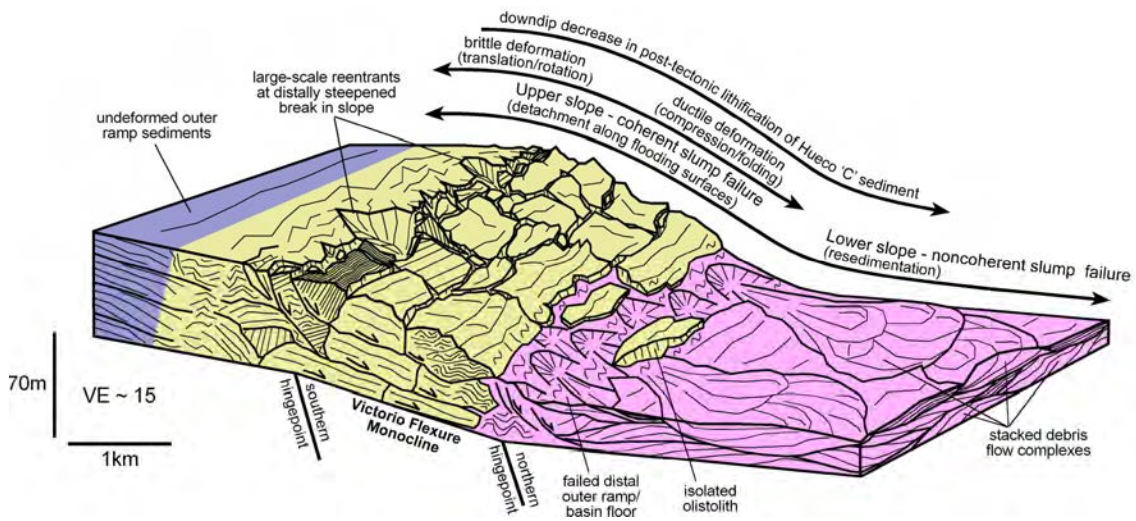 downdip decrease in post-tectonic lithification of Hueco 'C' sediment
brittle deformation
(translation/rotation)
ductile deformation
(compression/folding)
Upper slope - coherent slump failure
(detachment along flooding surfaces)
Lower slope - noncoherent slump failure
(resedimentation)
large-scale reentrants
at distally steepened
break in slope
undeformed outer
ramp sediments
70m
VE ~ 15
1km
southern
hingepoint
Victorio Flexure
Monocline
northern
hingepoint
failed distal
outer ramp/
basin floor
isolated
olistolith
stacked debris
flow complexes